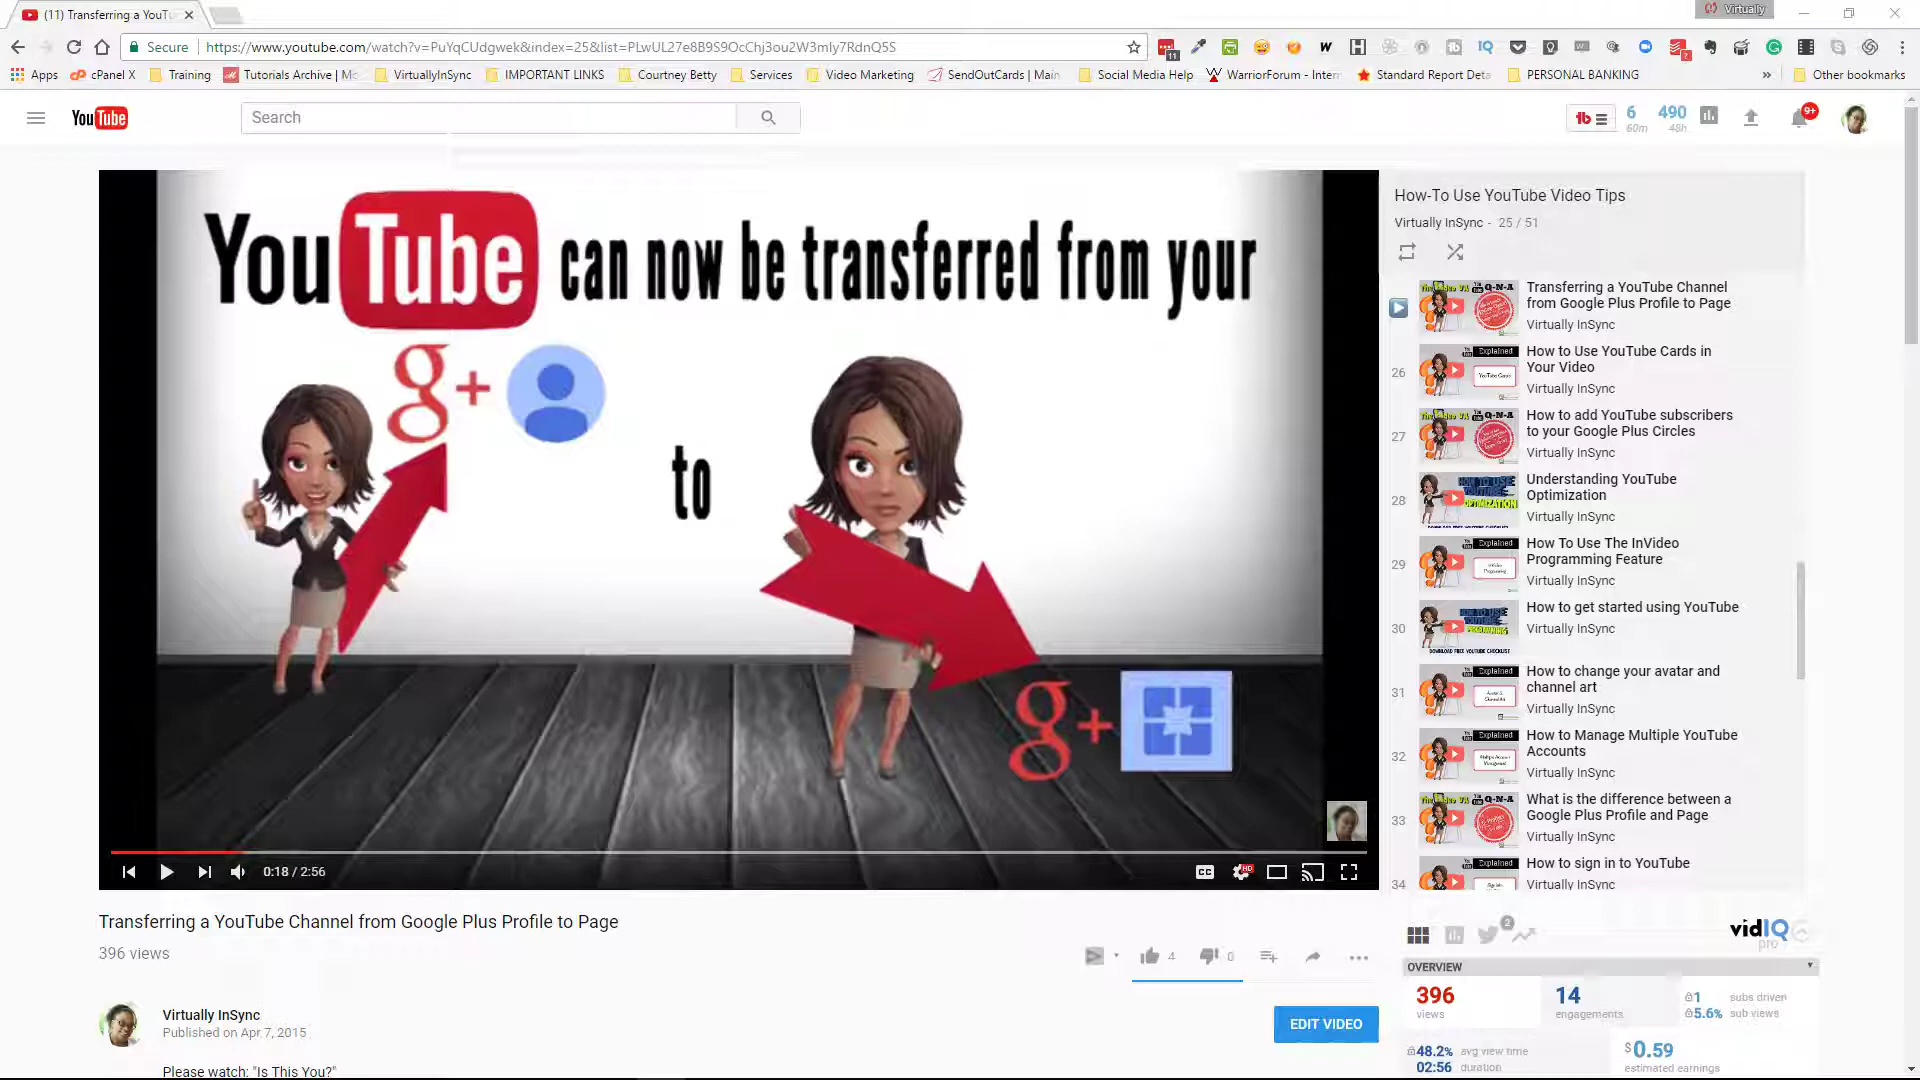 (11) Transferring a YouTu
Virtually
Secure
https://www.youtube.com/watch?v=PuYqCUdgwek&index=25&list=PLwUL27e8B9S9OcChj3ou2W3mly7RdnQ5S
Apps
cPanel X
Training
Tutorials Archive | Mo
VirtuallyInSync
IMPORTANT LINKS
Courtney Betty
Services
Video Marketing
SendOutCards | Main
Social Media Help
WarriorForum - Intern
Standard Report Deta
PERSONAL BANKING
»
Other bookmarks
YouTube
Search
6
60m
490
48h
9+
YouTube can now be transferred from your
g+
to
g+
0:18 / 2:56
CC
HD
How-To Use YouTube Video Tips
Virtually InSync - 25 / 51
Transferring a YouTube Channel
from Google Plus Profile to Page
Virtually InSync
26
How to Use YouTube Cards in
Your Video
Virtually InSync
27
How to add YouTube subscribers
to your Google Plus Circles
Virtually InSync
28
Understanding YouTube
Optimization
Virtually InSync
29
How To Use The InVideo
Programming Feature
Virtually InSync
30
How to get started using YouTube
Virtually InSync
31
How to change your avatar and
channel art
Virtually InSync
32
How to Manage Multiple YouTube
Accounts
Virtually InSync
33
What is the difference between a
Google Plus Profile and Page
Virtually InSync
34
How to sign in to YouTube
Virtually InSync
Transferring a YouTube Channel from Google Plus Profile to Page
396 views
4
0
Virtually InSync
Published on Apr 7, 2015
EDIT VIDEO
Please watch: "Is This You?"
2
vidIQ
pro
OVERVIEW
396
views
14
engagements
1 subs driven
5.6% sub views
48.2% avg view time
02:56 duration
$0.59
estimated earnings